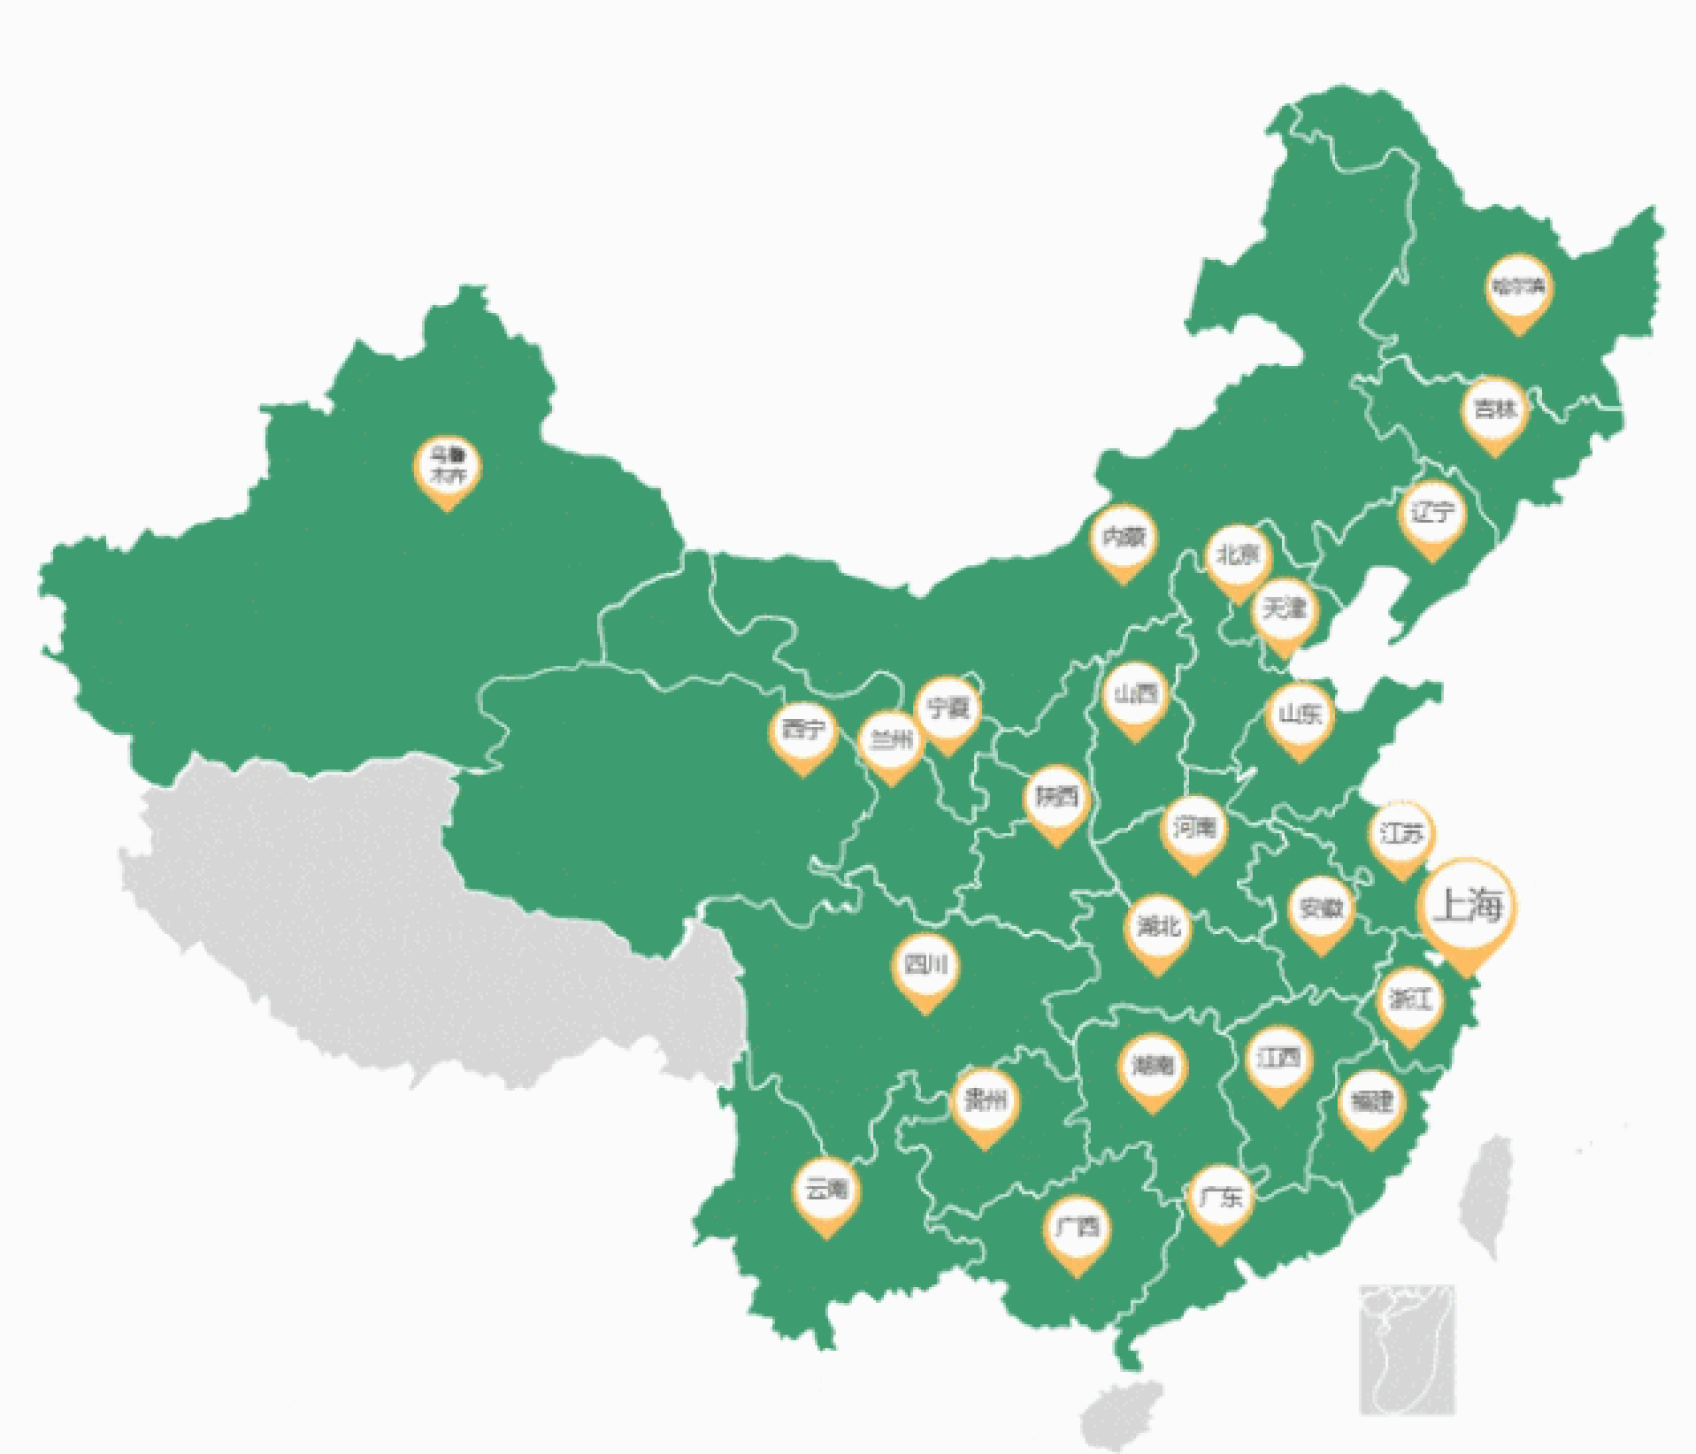 哈尔滨
吉林
乌鲁
木齐
辽宁
内蒙
北京
天津
山西
宁夏
山东
西宁
兰州
陕西
河南
江苏
上海
安徽
湖北
四川
浙江
江西
湖南
贵州
福建
云南
广东
广西